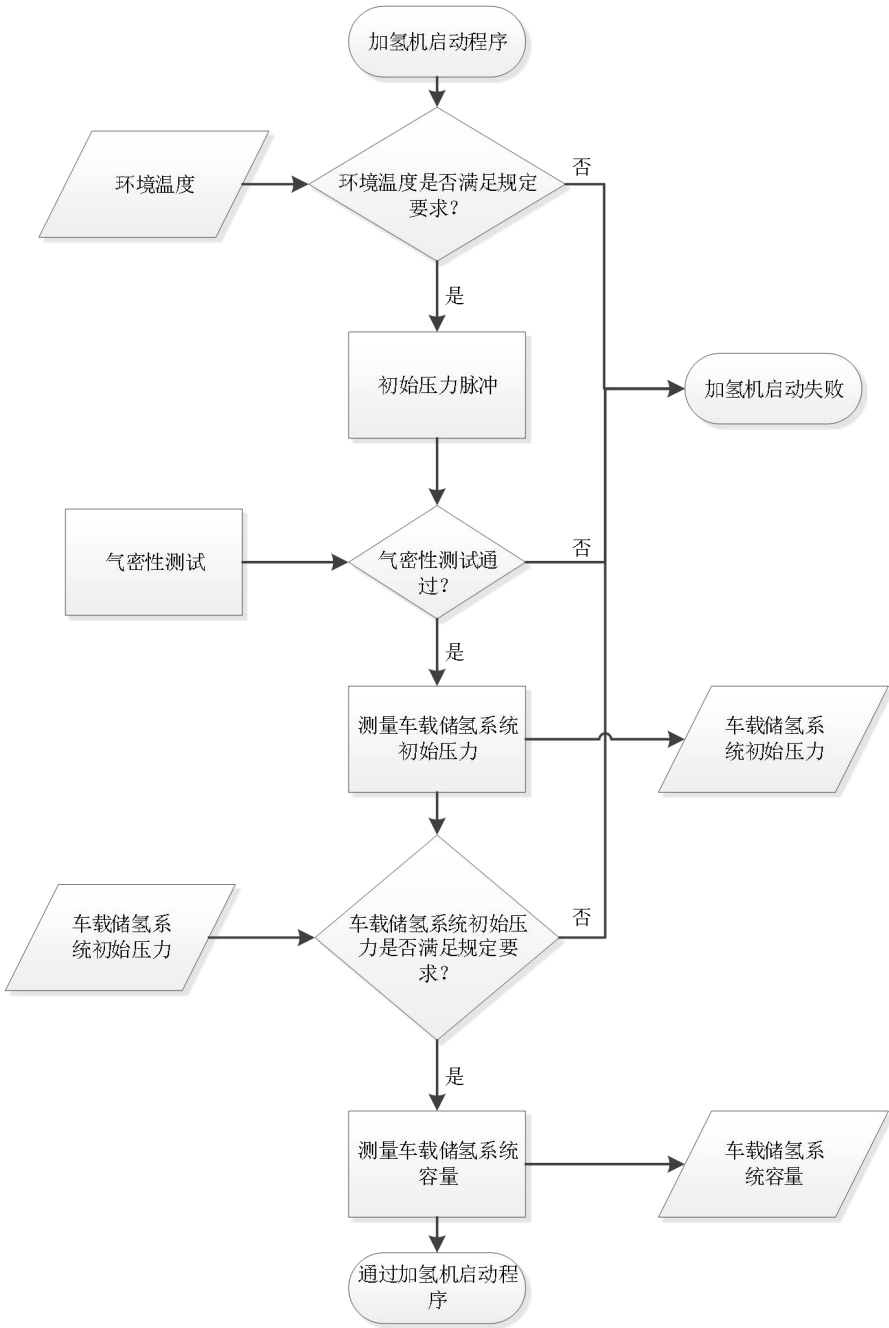 加氢机启动程序
否
环境温度
环境温度是否满足规定
要求？
是
初始压力脉冲
加氢机启动失败
否
气密性测试
气密性测试通
过？
是
测量车载储氢系统
初始压力
车载储氢系
统初始压力
否
车载储氢系
统初始压力
车载储氢系统初始压
力是否满足规定要
求？
是
测量车载储氢系统
容量
车载储氢系
统容量
通过加氢机启动程
序